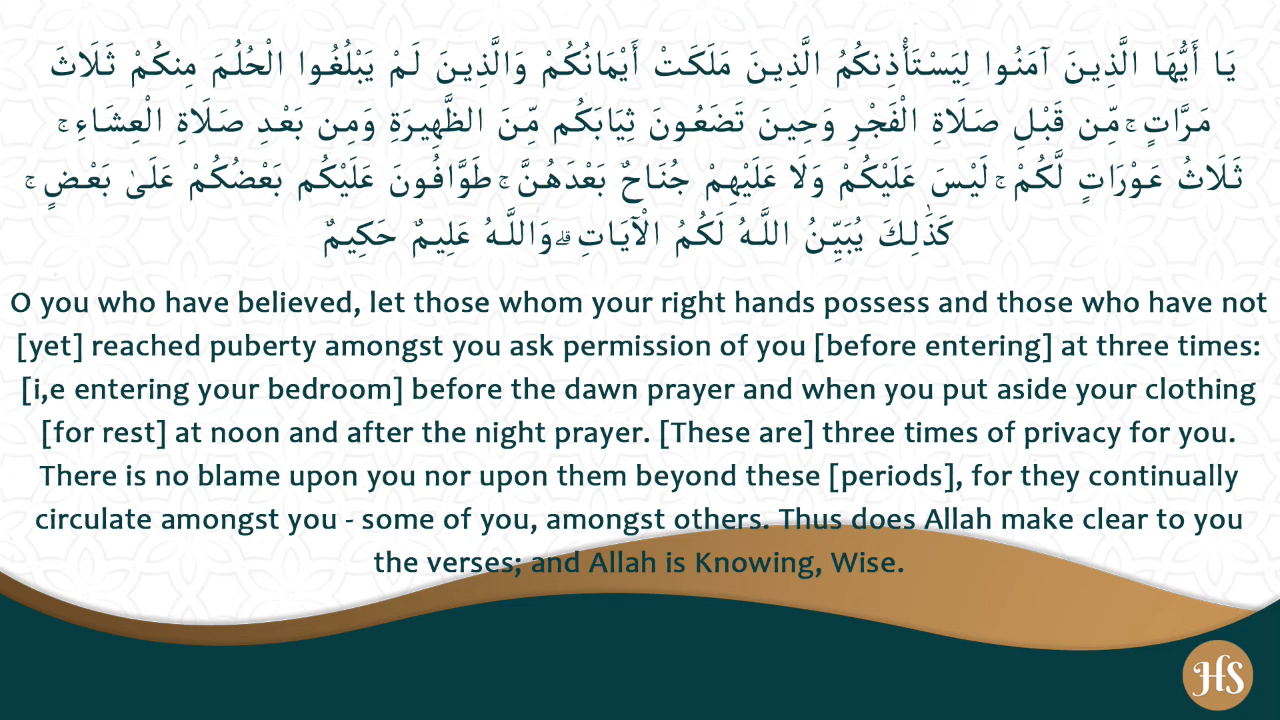 يَا أَيُّهَا الَّذِينَ آمَنُوا لِيَسْتَأْذِنكُمُ الَّذِينَ مَلَكَتْ أَيْمَانُكُمْ وَالَّذِينَ لَمْ يَبْلُغُوا الْحُلُمَ مِنكُمْ ثَلَاثَ
مَرَّاتٍ ۚ مِّن قَبْلِ صَلَاةِ الْفَجْرِ وَحِينَ تَضَعُونَ ثِيَابَكُم مِّنَ الظَّهِيرَةِ وَمِن بَعْدِ صَلَاةِ الْعِشَاءِ ۚ
ثَلَاثُ عَوْرَاتٍ لَّكُمْ ۚ لَيْسَ عَلَيْكُمْ وَلَا عَلَيْهِمْ جُنَاحٌ بَعْدَهُنَّ ۚ طَوَّافُونَ عَلَيْكُم بَعْضُكُمْ عَلَىٰ بَعْضٍ ۚ
كَذَٰلِكَ يُبَيِّنُ اللَّهُ لَكُمُ الْآيَاتِ ۗ وَاللَّهُ عَلِيمٌ حَكِيمٌ
O you who have believed, let those whom your right hands possess and those who have not
[yet] reached puberty amongst you ask permission of you [before entering] at three times:
[i,e entering your bedroom] before the dawn prayer and when you put aside your clothing
[for rest] at noon and after the night prayer. [These are] three times of privacy for you.
There is no blame upon you nor upon them beyond these [periods], for they continually
circulate amongst you - some of you, amongst others. Thus does Allah make clear to you
the verses; and Allah is Knowing, Wise.
HS